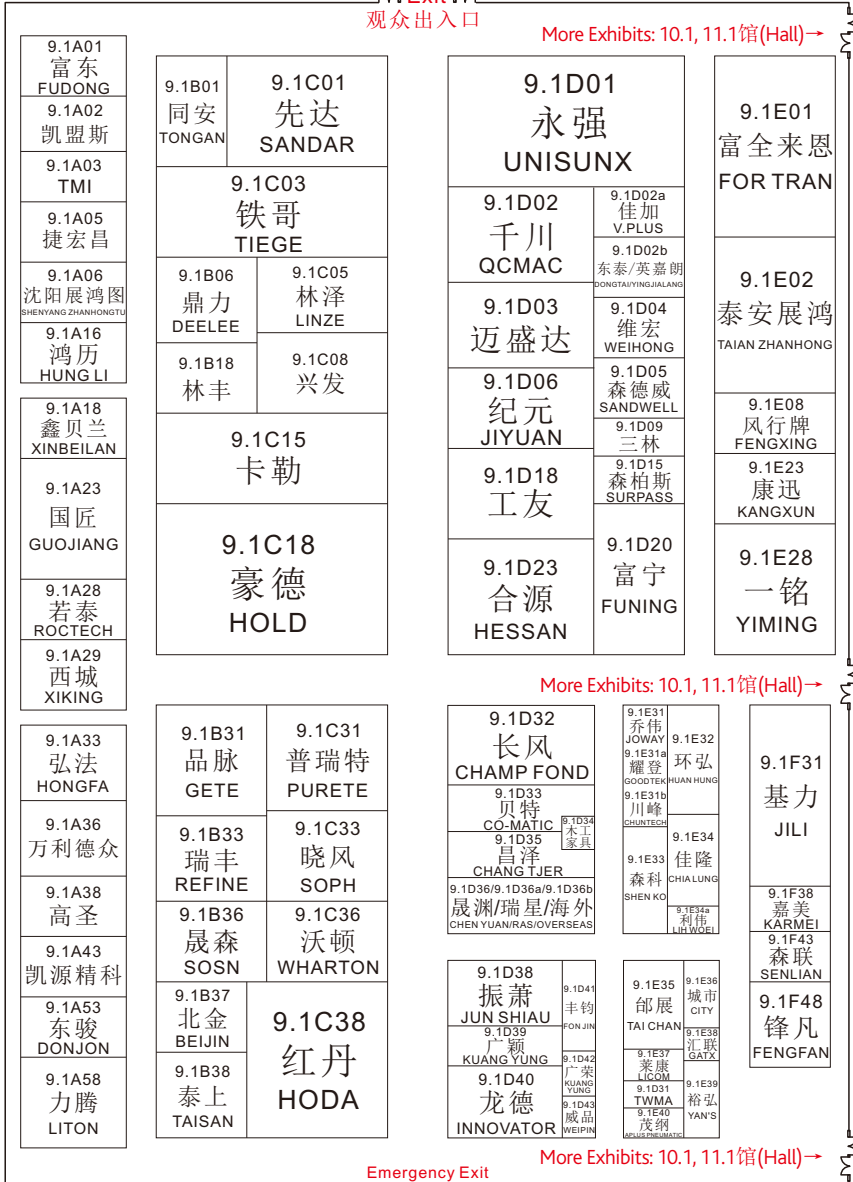 Exit
观众出入口
More Exhibits: 10.1, 11.1馆(Hall)→
9.1A01
富东
FUDONG
9.1A02
凯盟斯
9.1A03
TMI
9.1A05
捷宏昌
9.1A06
沈阳展鸿图
SHENYANG ZHANHONGTU
9.1A16
鸿历
HUNG LI
9.1A18
鑫贝兰
XINBEILAN
9.1A23
国匠
GUOJIANG
9.1A28
若泰
ROCTECH
9.1A29
西城
XIKING
9.1A33
弘法
HONGFA
9.1A36
万利德众
9.1A38
高圣
9.1A43
凯源精科
9.1A53
东骏
DONJON
9.1A58
力腾
LITON
9.1B01
同安
TONGAN
9.1C01
先达
SANDAR
9.1C03
铁哥
TIEGE
9.1B06
鼎力
DEELEE
9.1C05
林泽
LINZE
9.1B18
林丰
9.1C08
兴发
9.1C15
卡勒
9.1C18
豪德
HOLD
9.1B31
品脉
GETE
9.1C31
普瑞特
PURETE
9.1B33
瑞丰
REFINE
9.1C33
晓风
SOPH
9.1B36
晟森
SOSN
9.1C36
沃顿
WHARTON
9.1B37
北金
BEIJIN
9.1B38
泰上
TAISAN
9.1C38
红丹
HODA
9.1D01
永强
UNISUNX
9.1D02
千川
QCMAC
9.1D02a
佳加
V.PLUS
9.1D02b
东泰/英嘉朗
DONGTAI/YINGJIALANG
9.1D03
迈盛达
9.1D04
维宏
WEIHONG
9.1D06
纪元
JIYUAN
9.1D05
森德威
SANDWELL
9.1D09
三林
9.1D18
工友
9.1D15
森柏斯
SURPASS
9.1D23
合源
HESSAN
9.1D20
富宁
FUNING
9.1E01
富全来恩
FOR TRAN
9.1E02
泰安展鸿
TAIAN ZHANHONG
9.1E08
风行牌
FENGXING
9.1E23
康迅
KANGXUN
9.1E28
一铭
YIMING
More Exhibits: 10.1, 11.1馆(Hall)→
9.1D32
长风
CHAMP FOND
9.1D33
贝特
CO-MATIC
9.1D34
木工
家具
9.1D35
昌泽
CHANG TJER
9.1D36/9.1D36a/9.1D36b
晟渊/瑞星/海外
CHEN YUAN/RAS/OVERSEAS
9.1E31
乔伟
JOWAY
9.1E31a
耀登
GOODTEK
9.1E31b
川峰
CHUNTECH
9.1E32
环弘
HUAN HUNG
9.1E33
森科
SHEN KO
9.1E34
佳隆
CHIALUNG
9.1E34a
利伟
LIH WOEI
9.1F31
基力
JILI
9.1F38
嘉美
KARMEI
9.1F43
森联
SENLIAN
9.1F48
锋凡
FENGFAN
9.1D38
振萧
JUN SHIAU
9.1D39
广颖
KUANG YUNG
9.1D40
龙德
INNOVATOR
9.1D41
丰钧
FONJIN
9.1D42
广荣
KUANG
YUNG
9.1D43
威品
WEIPIN
9.1E35
邰展
TAI CHAN
9.1E36
城市
CITY
9.1E38
汇联
GATX
9.1E37
莱康
LICOM
9.1D31
TWMA
9.1E40
茂纲
APLUS PNEUMATIC
9.1E39
裕弘
YAN'S
More Exhibits: 10.1, 11.1馆(Hall)→
Emergency Exit